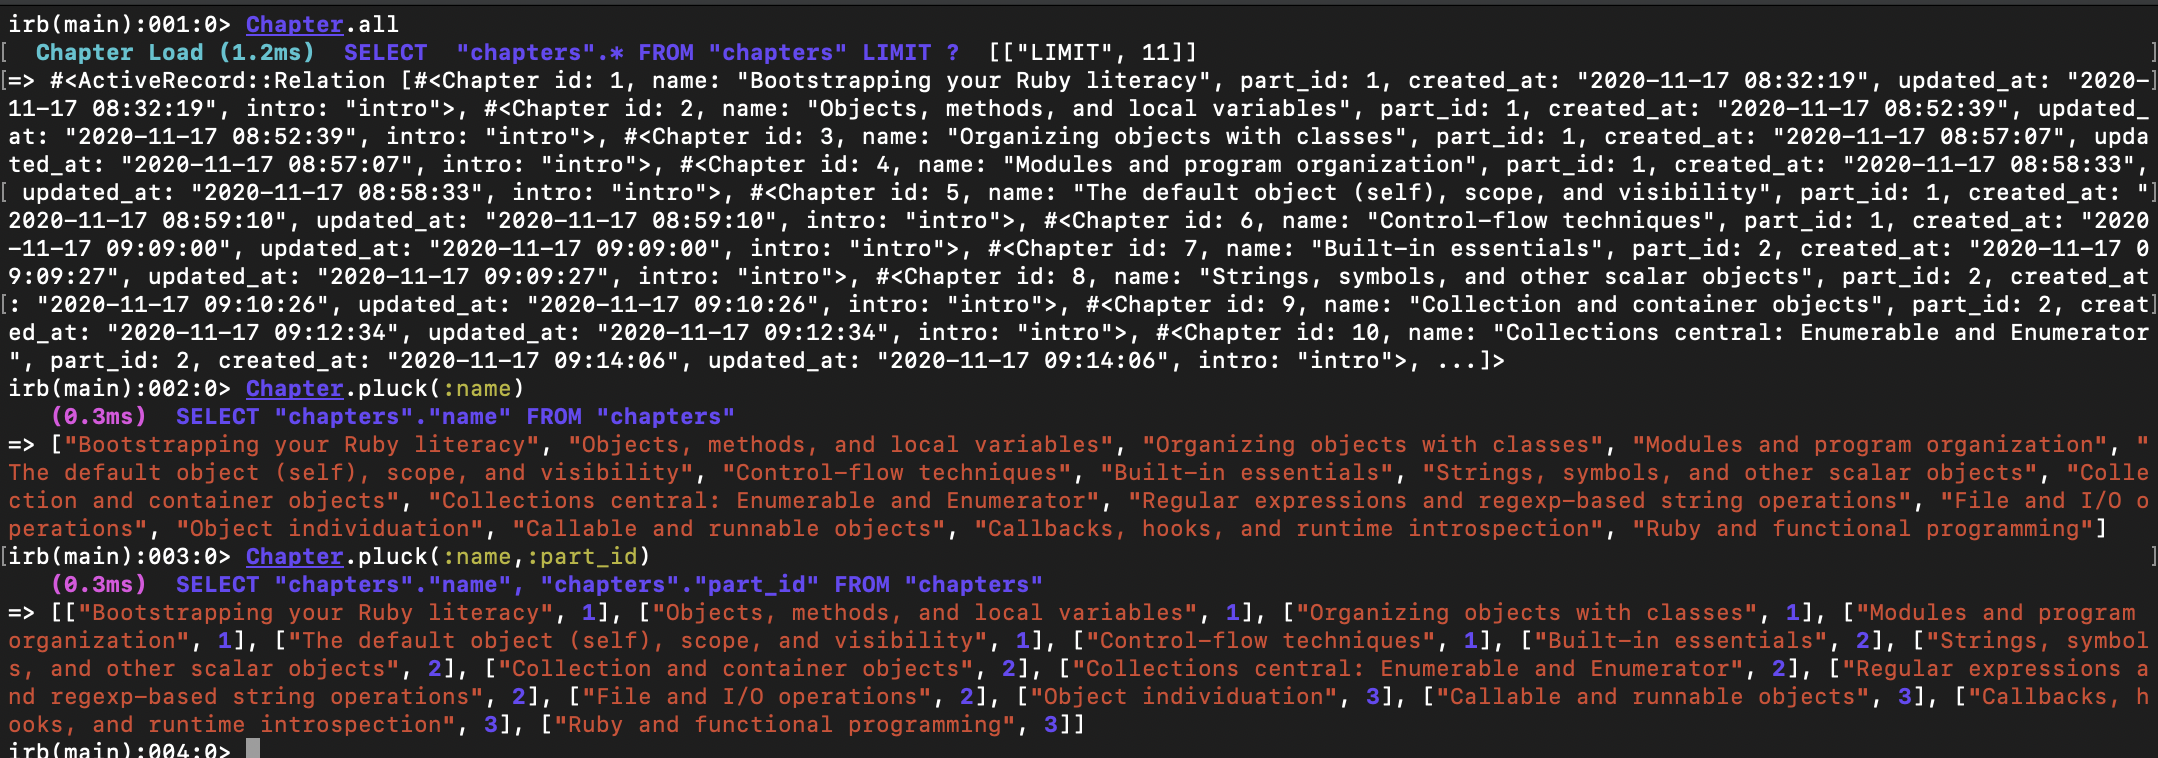 irb(main):001:0> Chapter.all
[  Chapter Load (1.2ms)  SELECT  "chapters".* FROM "chapters" LIMIT ?  [["LIMIT", 11]]                                                                    ]
[=> #<ActiveRecord::Relation [#<Chapter id: 1, name: "Bootstrapping your Ruby literacy", part_id: 1, created_at: "2020-11-17 08:32:19", updated_at: "2020-]
11-17 08:32:19", intro: "intro">, #<Chapter id: 2, name: "Objects, methods, and local variables", part_id: 1, created_at: "2020-11-17 08:52:39", updated_
at: "2020-11-17 08:52:39", intro: "intro">, #<Chapter id: 3, name: "Organizing objects with classes", part_id: 1, created_at: "2020-11-17 08:57:07", upda
ted_at: "2020-11-17 08:57:07", intro: "intro">, #<Chapter id: 4, name: "Modules and program organization", part_id: 1, created_at: "2020-11-17 08:58:33",
[ updated_at: "2020-11-17 08:58:33", intro: "intro">, #<Chapter id: 5, name: "The default object (self), scope, and visibility", part_id: 1, created_at: "]
2020-11-17 08:59:10", updated_at: "2020-11-17 08:59:10", intro: "intro">, #<Chapter id: 6, name: "Control-flow techniques", part_id: 1, created_at: "2020
-11-17 09:09:00", updated_at: "2020-11-17 09:09:00", intro: "intro">, #<Chapter id: 7, name: "Built-in essentials", part_id: 2, created_at: "2020-11-17 0
9:09:27", updated_at: "2020-11-17 09:09:27", intro: "intro">, #<Chapter id: 8, name: "Strings, symbols, and other scalar objects", part_id: 2, created_at
[: "2020-11-17 09:10:26", updated_at: "2020-11-17 09:10:26", intro: "intro">, #<Chapter id: 9, name: "Collection and container objects", part_id: 2, creat]
ed_at: "2020-11-17 09:12:34", updated_at: "2020-11-17 09:12:34", intro: "intro">, #<Chapter id: 10, name: "Collections central: Enumerable and Enumerator
", part_id: 2, created_at: "2020-11-17 09:14:06", updated_at: "2020-11-17 09:14:06", intro: "intro">, ...]>
irb(main):002:0> Chapter.pluck(:name)
   (0.3ms)  SELECT "chapters"."name" FROM "chapters"
=> ["Bootstrapping your Ruby literacy", "Objects, methods, and local variables", "Organizing objects with classes", "Modules and program organization", "
The default object (self), scope, and visibility", "Control-flow techniques", "Built-in essentials", "Strings, symbols, and other scalar objects", "Colle
ction and container objects", "Collections central: Enumerable and Enumerator", "Regular expressions and regexp-based string operations", "File and I/O o
perations", "Object individuation", "Callable and runnable objects", "Callbacks, hooks, and runtime introspection", "Ruby and functional programming"]
[irb(main):003:0> Chapter.pluck(:name,:part_id)                                                                                                           ]
   (0.3ms)  SELECT "chapters"."name", "chapters"."part_id" FROM "chapters"
=> [["Bootstrapping your Ruby literacy", 1], ["Objects, methods, and local variables", 1], ["Organizing objects with classes", 1], ["Modules and program
organization", 1], ["The default object (self), scope, and visibility", 1], ["Control-flow techniques", 1], ["Built-in essentials", 2], ["Strings, symbol
s, and other scalar objects", 2], ["Collection and container objects", 2], ["Collections central: Enumerable and Enumerator", 2], ["Regular expressions a
nd regexp-based string operations", 2], ["File and I/O operations", 2], ["Object individuation", 3], ["Callable and runnable objects", 3], ["Callbacks, h
ooks, and runtime introspection", 3], ["Ruby and functional programming", 3]]
irb(main):004:0>